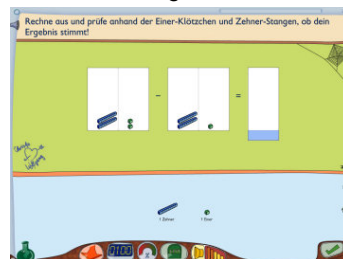 Rechne aus und prüfe anhand der Einer-Klötzchen und Zehner-Stangen, ob dein
Ergebnis stimmt!
- =
1 Zehner 1 Einer
0100